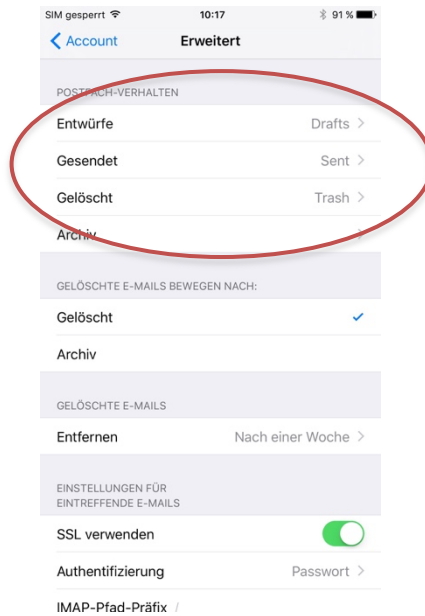 SIM gesperrt 10:17 91 %
Account Erweitert
POSTFACH-VERHALTEN
Entwürfe Drafts
Gesendet Sent
Gelöscht Trash
Archiv
GELÖSCHTE E-MAILS BEWEGEN NACH:
Gelöscht
Archiv
GELÖSCHTE E-MAILS
Entfernen Nach einer Woche
EINSTELLUNGEN FÜR
EINTREFFENDE E-MAILS
SSL verwenden
Authentifizierung Passwort
IMAP-Pfad-Präfix /